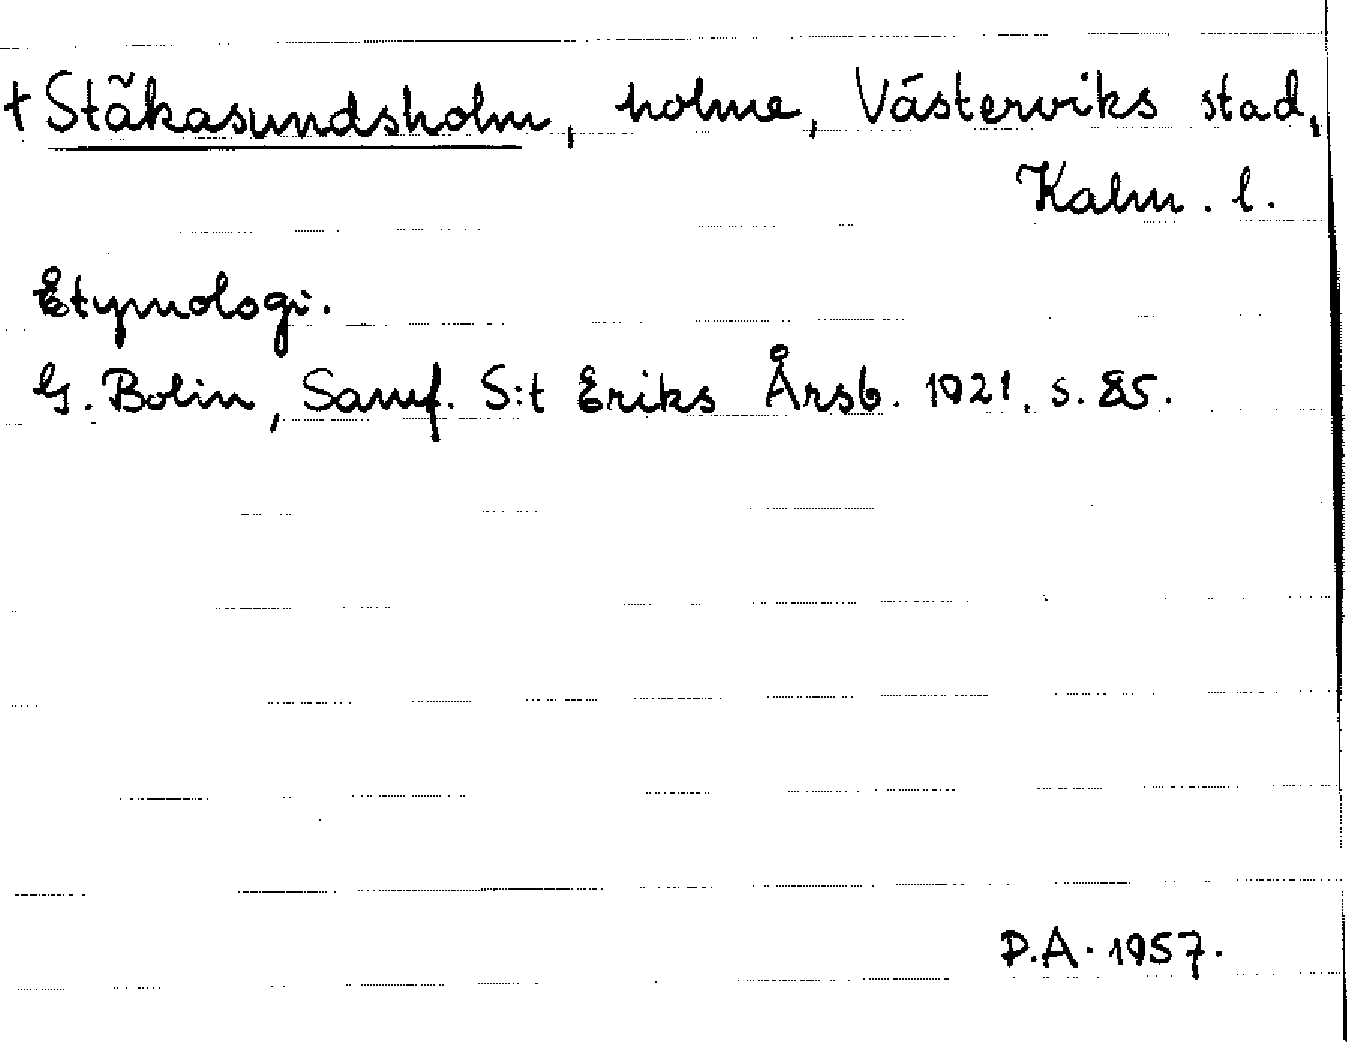 † Stäkasundsholm, holme, Västerviks stad,
Kalm. l.
Etymologi.
G. Bolin, Samf. S:t Eriks Årsb. 1921, s. 85.
P.A. 1957.